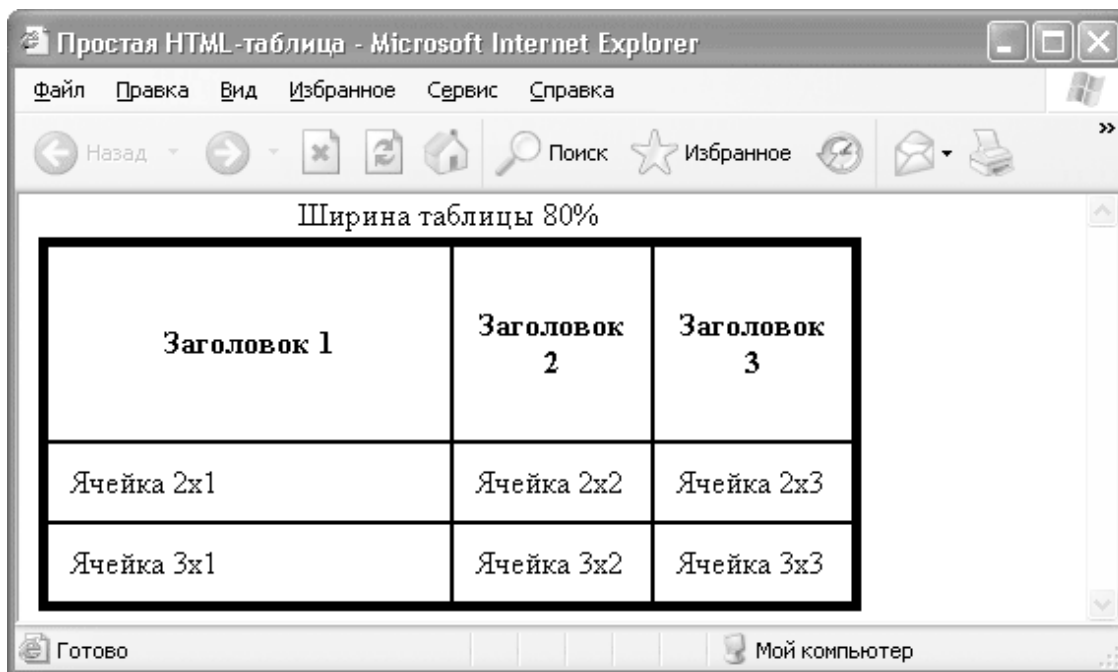 Простая HTML-таблица - Microsoft Internet Explorer
Файл Правка Вид Избранное Сервис Справка
Назад Поиск Избранное »
Ширина таблицы 80%
Заголовок 1 Заголовок 2 Заголовок 3
Ячейка 2x1 Ячейка 2x2 Ячейка 2x3
Ячейка 3x1 Ячейка 3x2 Ячейка 3x3
Готово Мой компьютер